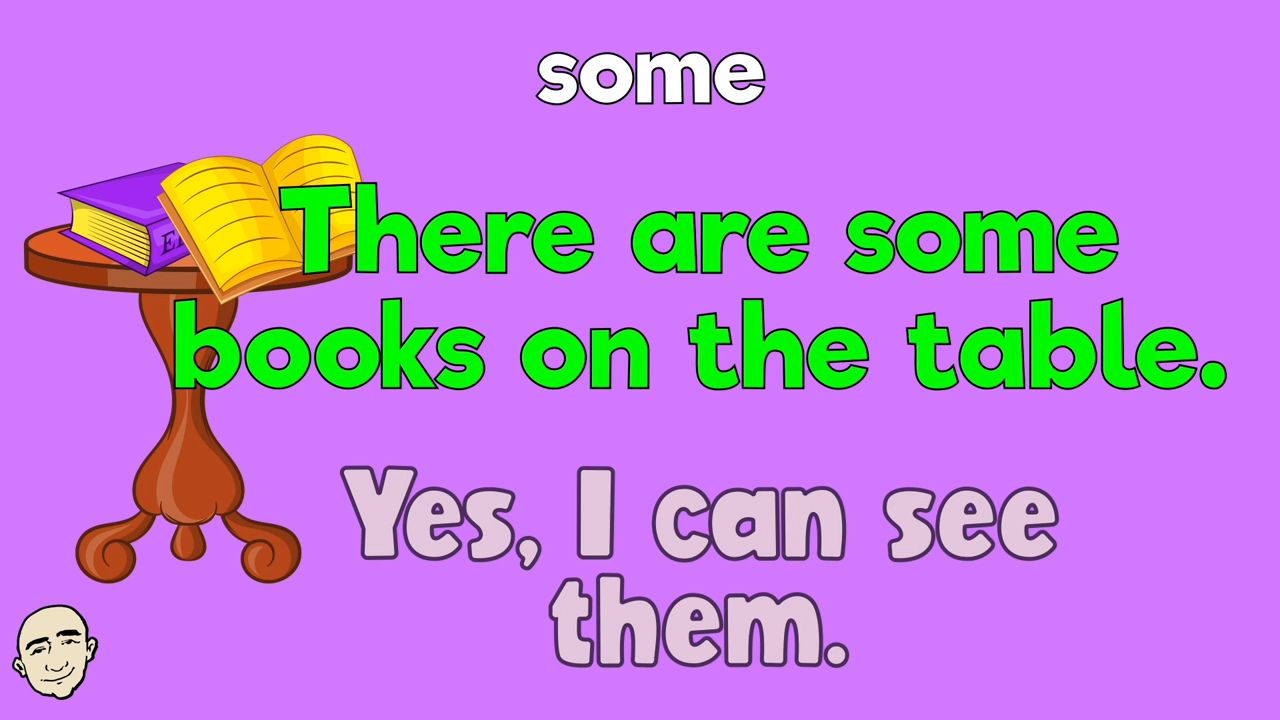 some
There are some
books on the table.
Yes, I can see
them.